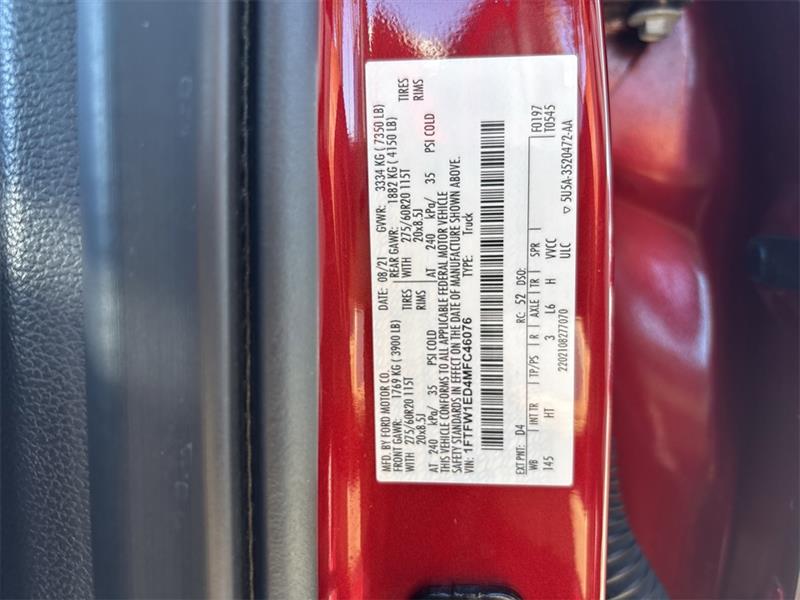 MFD. BY FORD MOTOR CO. DATE: 08/21 GVWR: 3334 KG ( 7350 LB)
FRONT GAWR: 1769 KG (3900 LB) REAR GAWR: 1882 KG ( 4150 LB)
WITH 275/60R20 115T TIRES WITH 275/60R20 115T TIRES
20x8.5J RIMS 20x8.5J RIMS
AT 240 kPa/ 35 PSI COLD AT 240 kPa/ 35 PSI COLD
THIS VEHICLE CONFORMS TO ALL APPLICABLE FEDERAL MOTOR VEHICLE
SAFETY STANDARDS IN EFFECT ON THE DATE OF MANUFACTURE SHOWN ABOVE.
VIN: 1FTFW1ED4MFC46076 TYPE: Truck
EXT PNT: D4 RC: 52 DSO: F0197
WB INT TR TP/PS R AXLE TR SPR T0545
145 HT 3 L6 H VVCC
2202108277070 ULC
▽ 5U5A-3520472-AA